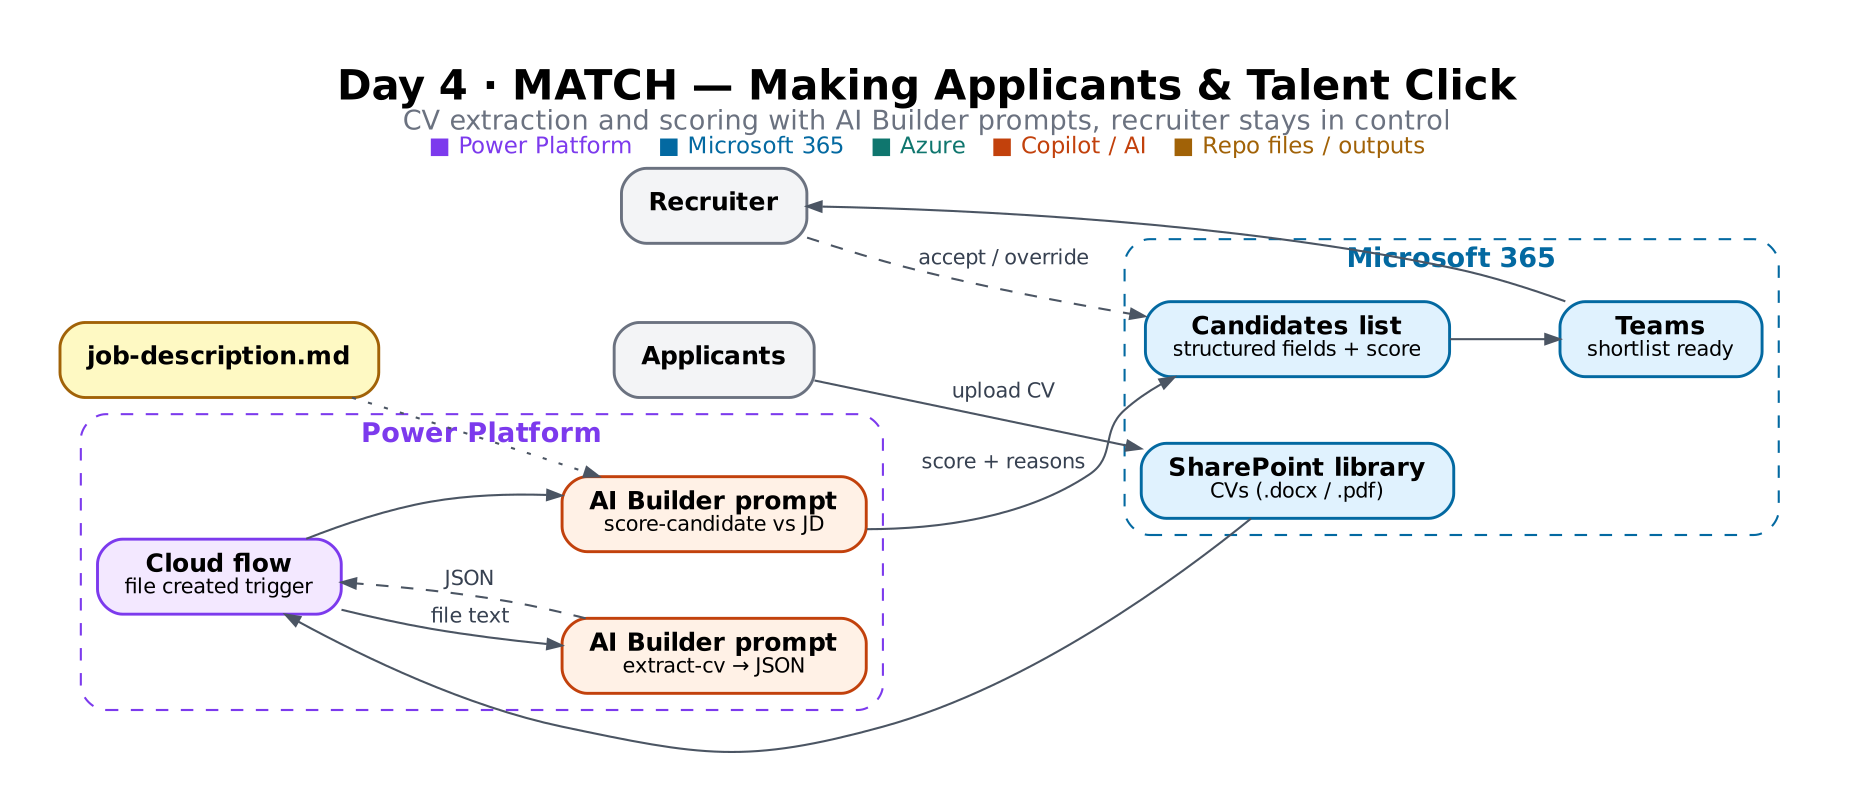 Day 4 · MATCH — Making Applicants & Talent Click
CV extraction and scoring with AI Builder prompts, recruiter stays in control
Power Platform Microsoft 365 Azure Copilot / AI Repo files / outputs
Recruiter
accept / override
Microsoft 365
Candidates list
structured fields + score
Teams
shortlist ready
job-description.md
Applicants
upload CV
Power Platform
score + reasons
SharePoint library
CVs (.docx / .pdf)
AI Builder prompt
score-candidate vs JD
Cloud flow
file created trigger
JSON
file text
AI Builder prompt
extract-cv → JSON